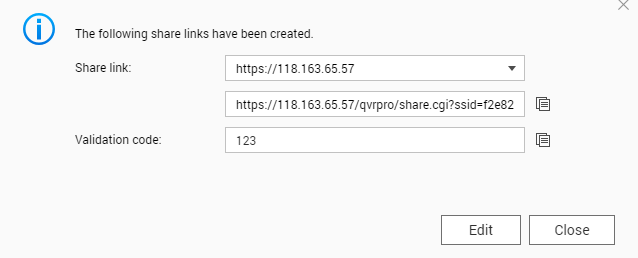 The following share links have been created.
Share link:
https://118.163.65.57
https://118.163.65.57/qvrpro/share.cgi?ssid=f2e82
Validation code:
123
Edit
Close